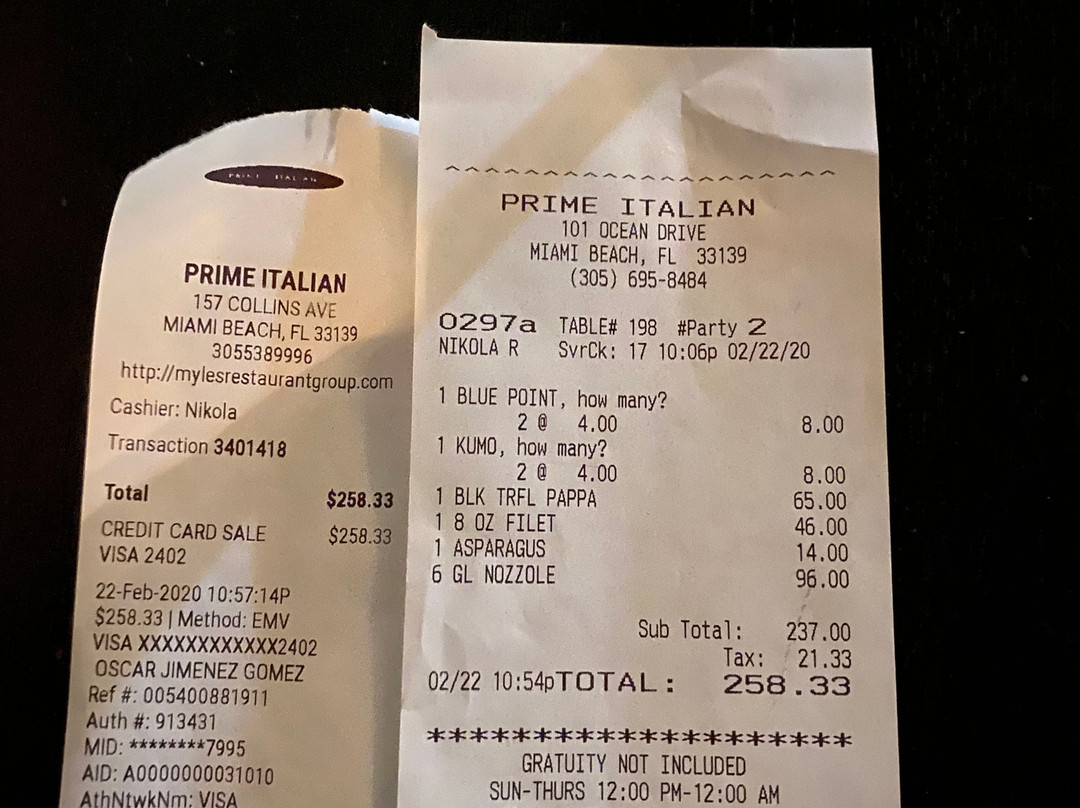 PRIME ITALIAN
PRIME ITALIAN
157 COLLINS AVE
MIAMI BEACH, FL 33139
3055389996
http://mylesrestaurantgroup.com
Cashier: Nikola
Transaction 3401418
Total $258.33
CREDIT CARD SALE $258.33
VISA 2402
22-Feb-2020 10:57:14P
$258.33 | Method: EMV
VISA XXXXXXXXXXXX2402
OSCAR JIMENEZ GOMEZ
Ref #: 005400881911
Auth #: 913431
MID: ********7995
AID: A0000000031010
AthNtwkNm: VISA
^^^^^^^^^^^^^^^^^^^^
PRIME ITALIAN
101 OCEAN DRIVE
MIAMI BEACH, FL 33139
(305) 695-8484
0297a TABLE# 198 #Party 2
NIKOLA R SvrCk: 17 10:06p 02/22/20
1 BLUE POINT, how many?
2 @ 4.00 8.00
1 KUMO, how many?
2 @ 4.00 8.00
1 BLK TRFL PAPPA 65.00
1 8 OZ FILET 46.00
1 ASPARAGUS 14.00
6 GL NOZZOLE 96.00
Sub Total: 237.00
Tax: 21.33
02/22 10:54pTOTAL: 258.33
********************
GRATUITY NOT INCLUDED
SUN-THURS 12:00 PM-12:00 AM